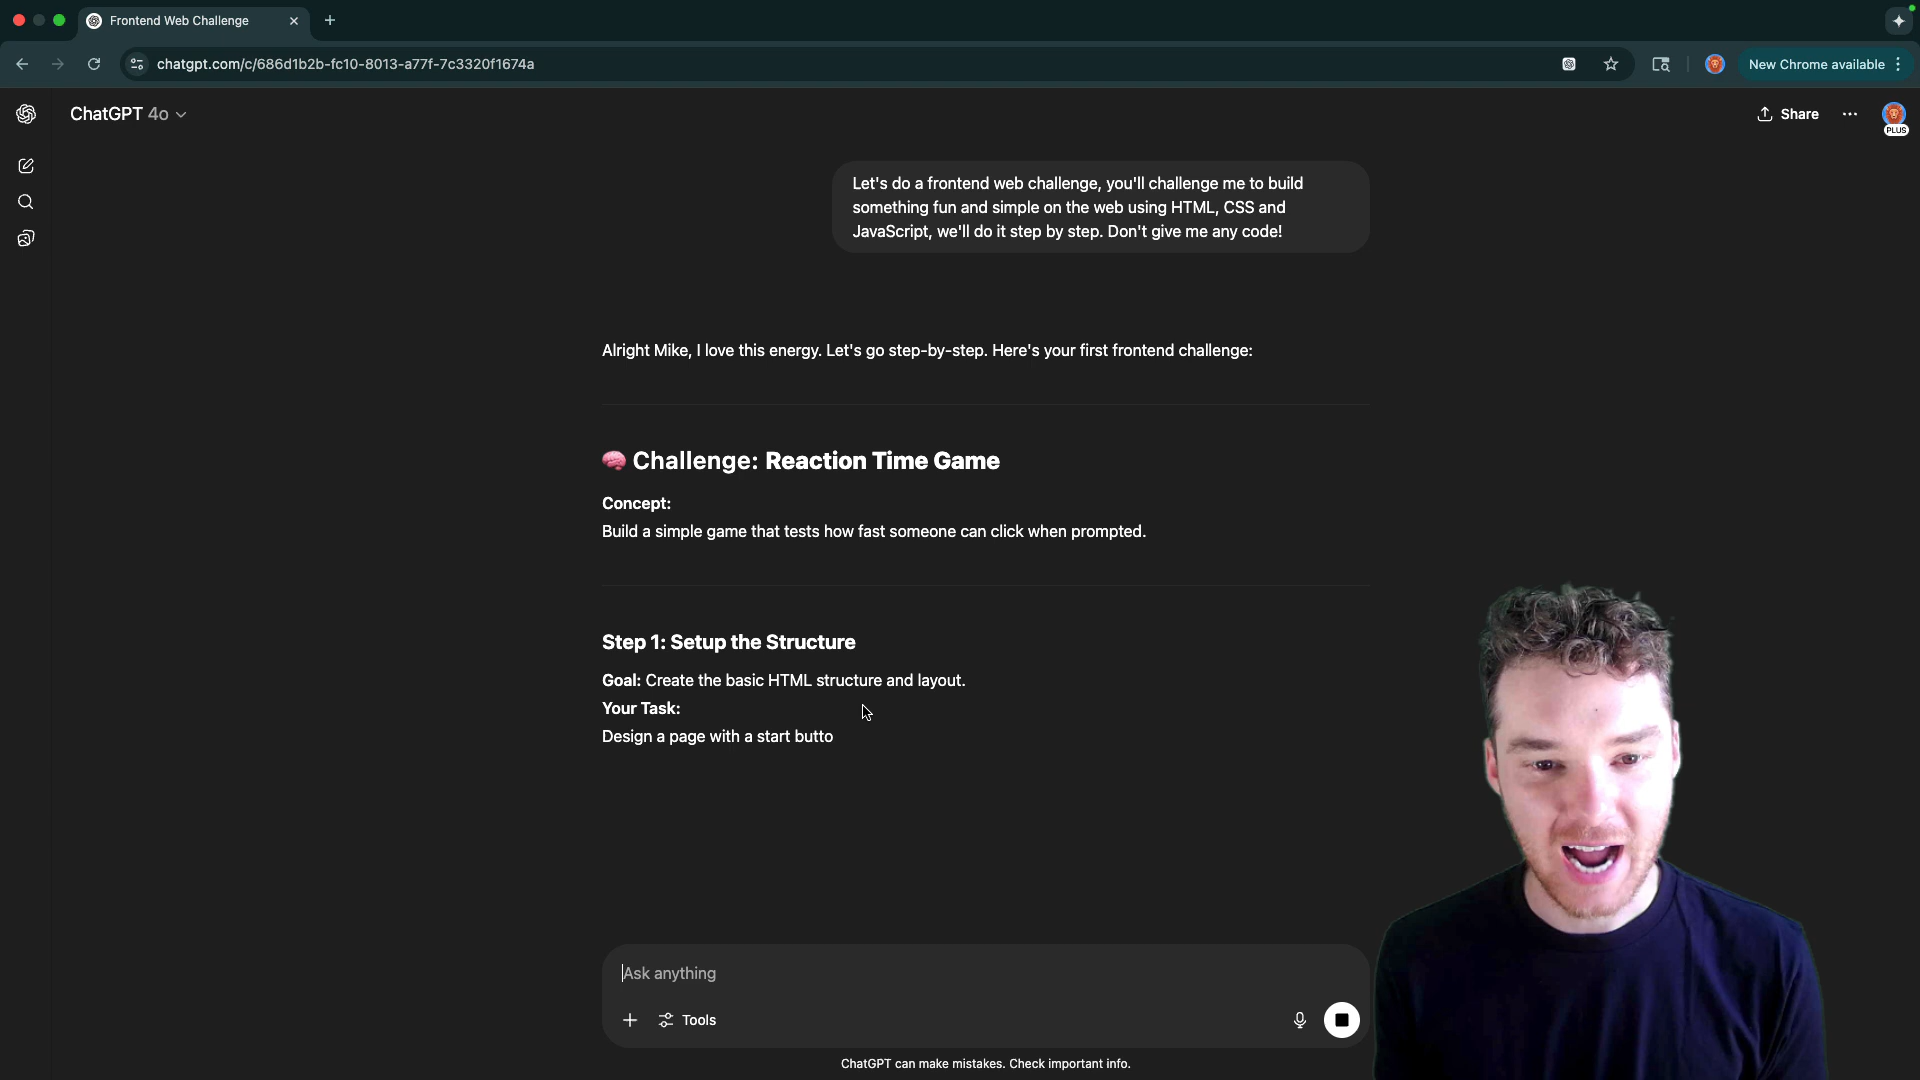 Frontend Web Challenge
chatgpt.com/c/686d1b2b-fc10-8013-a77f-7c3320f1674a
New Chrome available
ChatGPT 4o
Share
PLUS
Let's do a frontend web challenge, you'll challenge me to build
something fun and simple on the web using HTML, CSS and
JavaScript, we'll do it step by step. Don't give me any code!
Alright Mike, I love this energy. Let's go step-by-step. Here's your first frontend challenge:
🧠 Challenge: Reaction Time Game
Concept:
Build a simple game that tests how fast someone can click when prompted.
Step 1: Setup the Structure
Goal: Create the basic HTML structure and layout.
Your Task:
Design a page with a start butto
Ask anything
Tools
ChatGPT can make mistakes. Check important info.